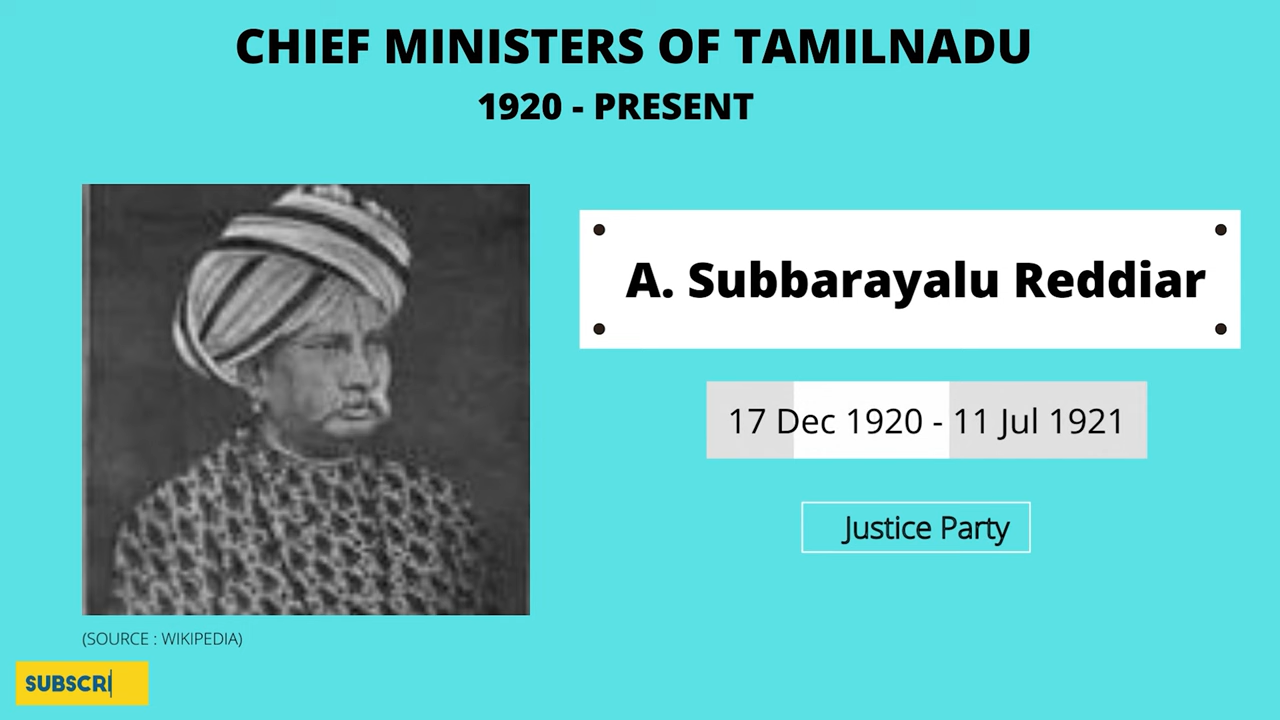 CHIEF MINISTERS OF TAMILNADU
1920 - PRESENT
A. Subbarayalu Reddiar
17 Dec 1920 - 11 Jul 1921
Justice Party
(SOURCE : WIKIPEDIA)
SUBSCRI